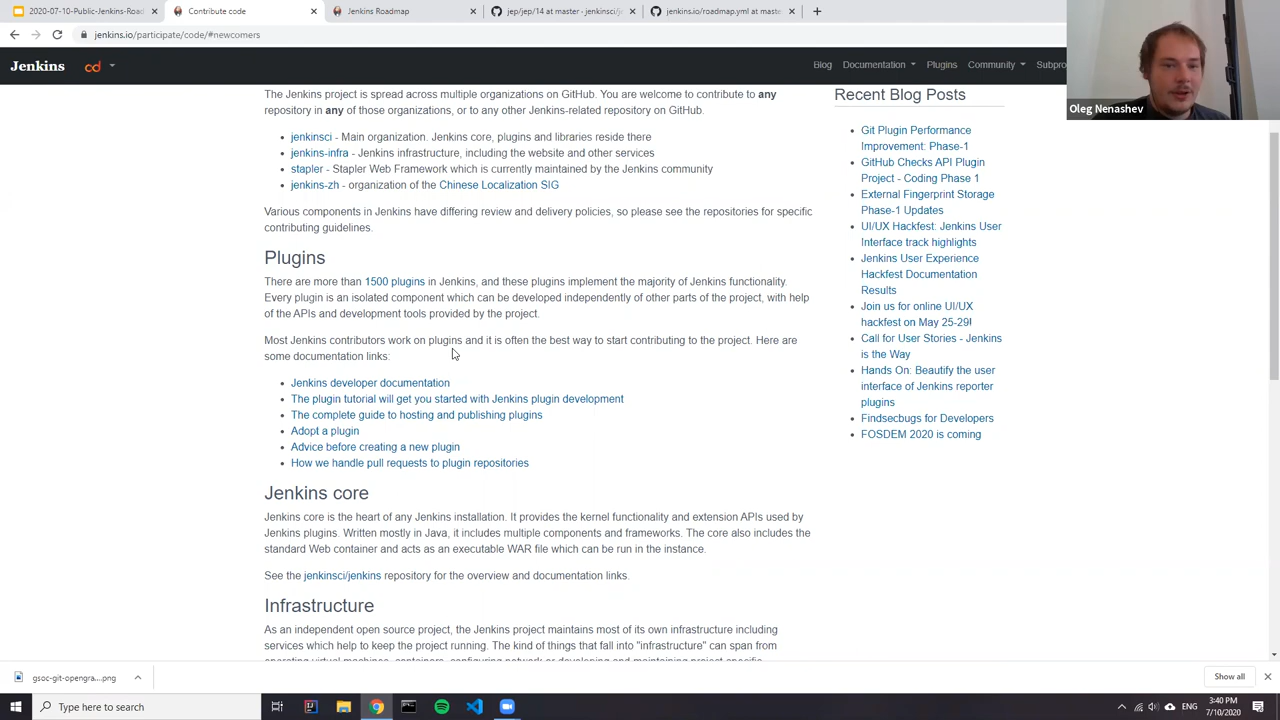 2020-07-10-Public-Jenkins-Road
Contribute code
Jenkins Roadmap
jep/jep/14 at master · jenkinsci/je
jenkins.io/roadmap.yml at maste
jenkins.io/participate/code/#newcomers
Jenkins
cd
Blog
Documentation
Plugins
Community
Subpro
Oleg Nenashev
The Jenkins project is spread across multiple organizations on GitHub. You are welcome to contribute to any
repository in any of those organizations, or to any other Jenkins-related repository on GitHub.
jenkinsci - Main organization. Jenkins core, plugins and libraries reside there
jenkins-infra - Jenkins infrastructure, including the website and other services
stapler - Stapler Web Framework which is currently maintained by the Jenkins community
jenkins-zh - organization of the Chinese Localization SIG
Various components in Jenkins have differing review and delivery policies, so please see the repositories for specific
contributing guidelines.
Plugins
There are more than 1500 plugins in Jenkins, and these plugins implement the majority of Jenkins functionality.
Every plugin is an isolated component which can be developed independently of other parts of the project, with help
of the APIs and development tools provided by the project.
Most Jenkins contributors work on plugins and it is often the best way to start contributing to the project. Here are
some documentation links:
Jenkins developer documentation
The plugin tutorial will get you started with Jenkins plugin development
The complete guide to hosting and publishing plugins
Adopt a plugin
Advice before creating a new plugin
How we handle pull requests to plugin repositories
Jenkins core
Jenkins core is the heart of any Jenkins installation. It provides the kernel functionality and extension APIs used by
Jenkins plugins. Written mostly in Java, it includes multiple components and frameworks. The core also includes the
standard Web container and acts as an executable WAR file which can be run in the instance.
See the jenkinsci/jenkins repository for the overview and documentation links.
Infrastructure
As an independent open source project, the Jenkins project maintains most of its own infrastructure including
services which help to keep the project running. The kind of things that fall into "infrastructure" can span from
operating virtual machines, containers, configuring network or developing and maintaining project specific
Recent Blog Posts
Git Plugin Performance
Improvement: Phase-1
GitHub Checks API Plugin
Project - Coding Phase 1
External Fingerprint Storage
Phase-1 Updates
UI/UX Hackfest: Jenkins User
Interface track highlights
Jenkins User Experience
Hackfest Documentation
Results
Join us for online UI/UX
hackfest on May 25-29!
Call for User Stories - Jenkins
is the Way
Hands On: Beautify the user
interface of Jenkins reporter
plugins
Findsecbugs for Developers
FOSDEM 2020 is coming
gsoc-git-opengra....png
Show all
Type here to search
3:40 PM
7/10/2020